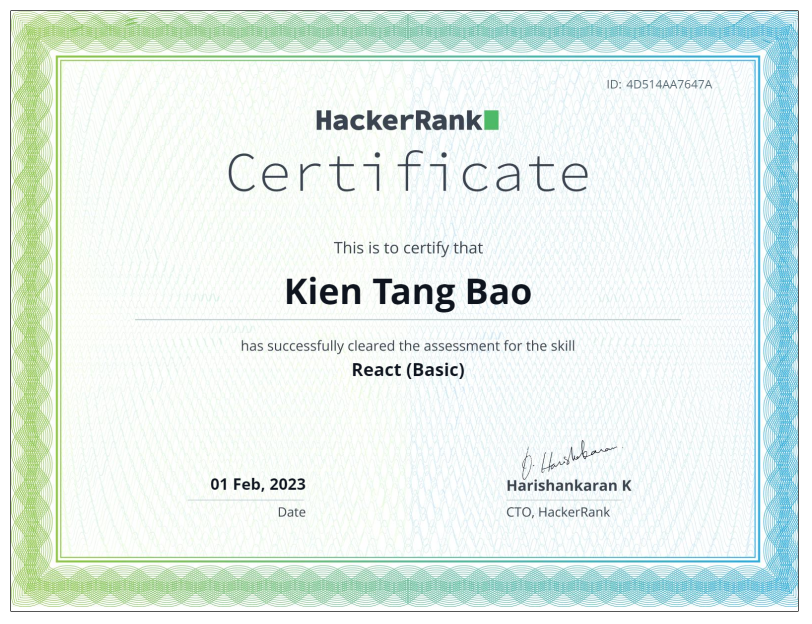 ID: 4D514AA7647A
HackerRank
Certificate
This is to certify that
Kien Tang Bao
has successfully cleared the assessment for the skill
React (Basic)
O. Harishankaran.
01 Feb, 2023
Harishankaran K
Date
CTO, HackerRank